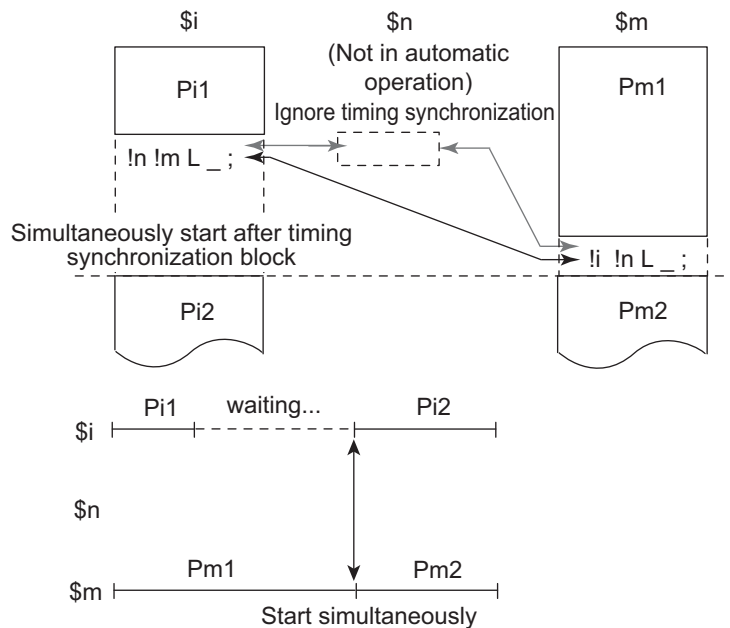 $i $n $m
(Not in automatic
operation)
Ignore timing synchronization
Pi1
Pm1
!n !m L _ ;
Simultaneously start after timing
synchronization block
!i !n L _ ;
Pi2
Pm2
Pi1 waiting... Pi2
$i
$n
Pm1 Pm2
$m
Start simultaneously